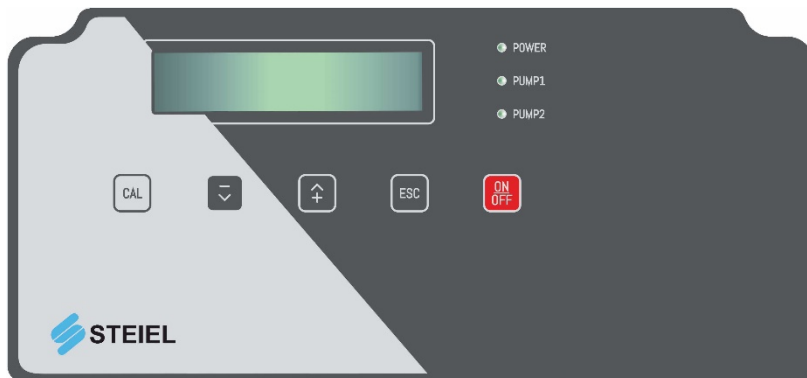 POWER
PUMP1
PUMP2
CAL
ESC
ON
OFF
STEIEL